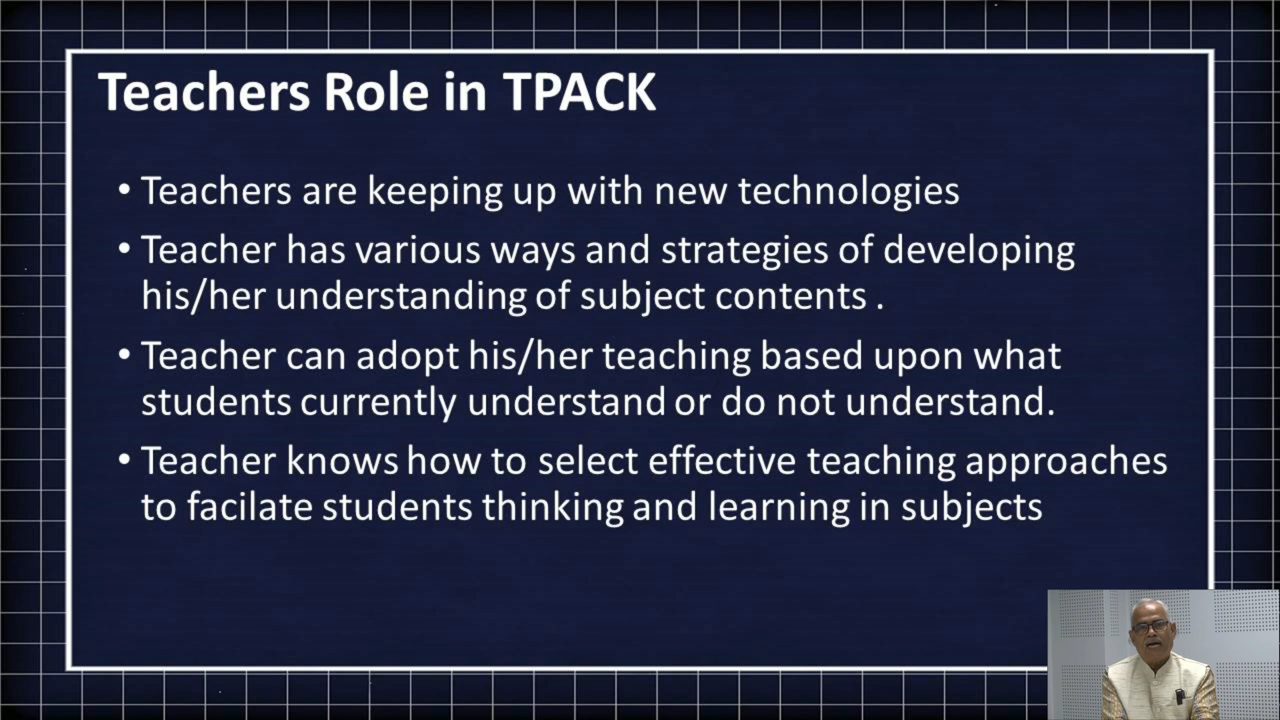 Teachers Role in TPACK
• Teachers are keeping up with new technologies
• Teacher has various ways and strategies of developing
his/her understanding of subject contents .
• Teacher can adopt his/her teaching based upon what
students currently understand or do not understand.
• Teacher knows how to select effective teaching approaches
to facilate students thinking and learning in subjects